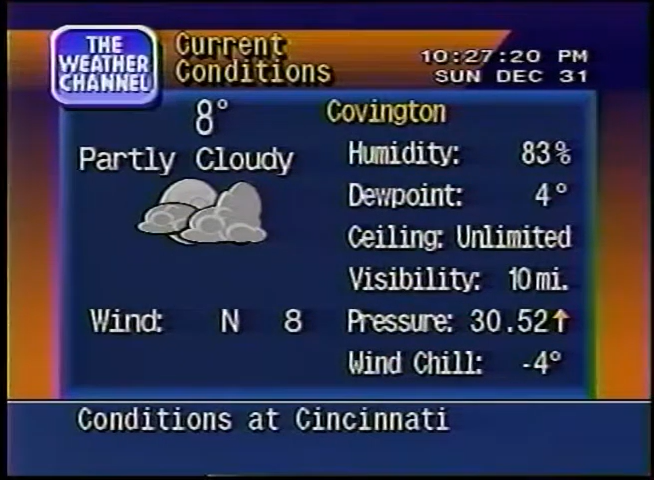 THE
WEATHER
CHANNEL
Current
Conditions
10:27:20 PM
SUN DEC 31
8°
Partly Cloudy
Wind: N 8
Covington
Humidity: 83%
Dewpoint: 4°
Ceiling: Unlimited
Visibility: 10 mi.
Pressure: 30.52↑
Wind Chill: -4°
Conditions at Cincinnati